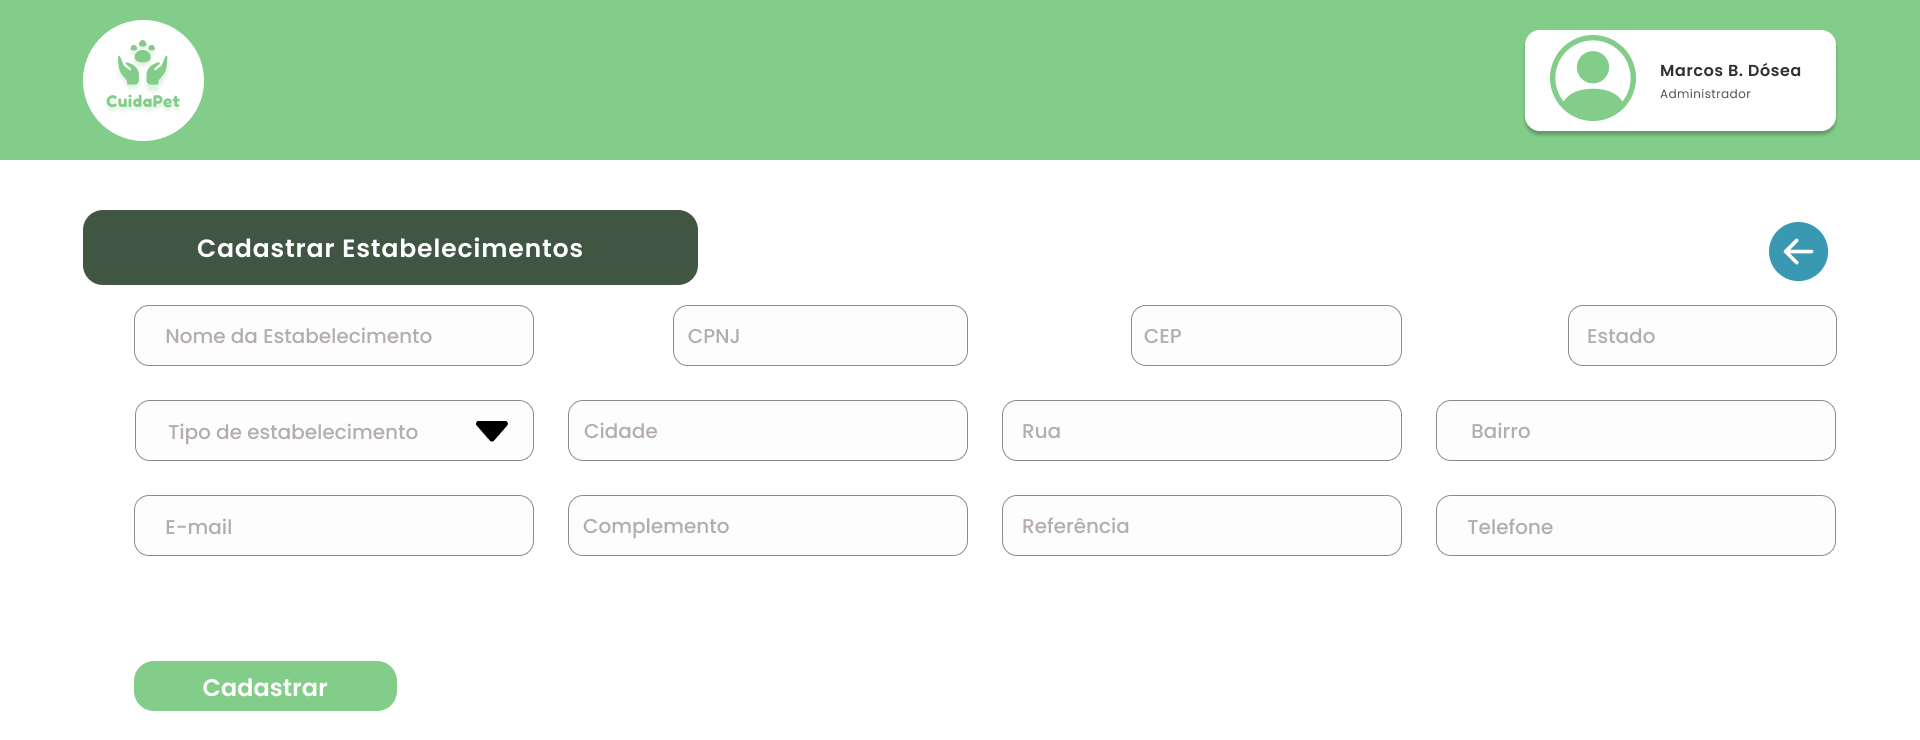 CuidaPet
Marcos B. Dósea
Administrador
Cadastrar Estabelecimentos
Nome da Estabelecimento
CPNJ
CEP
Estado
Tipo de estabelecimento
Cidade
Rua
Bairro
E-mail
Complemento
Referência
Telefone
Cadastrar